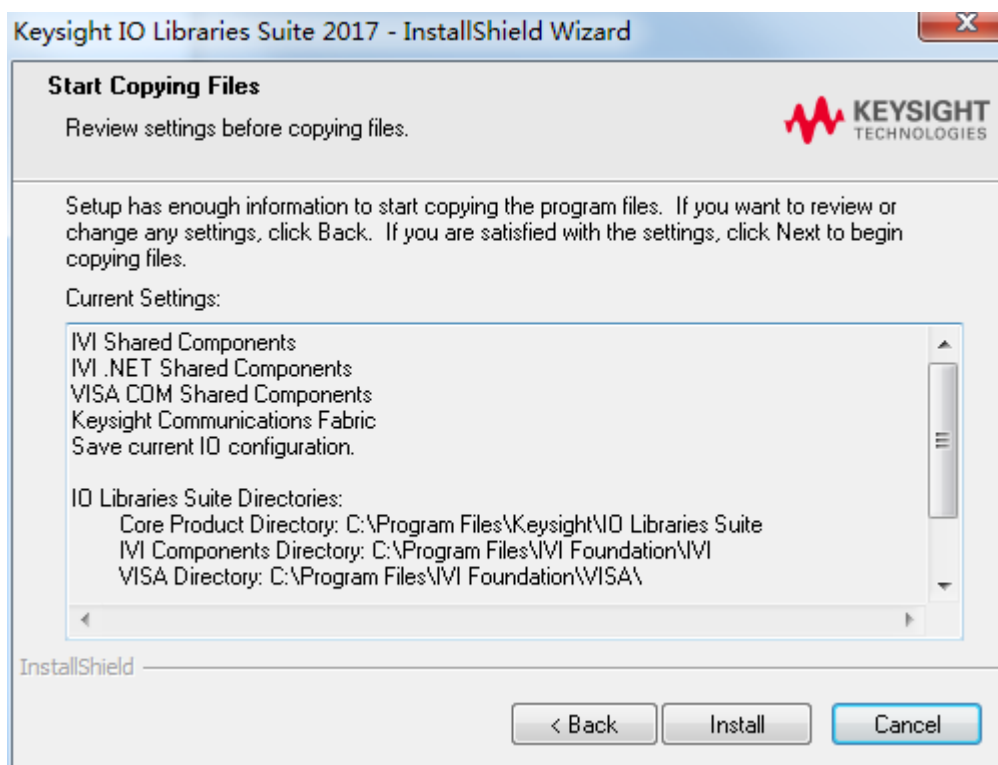 Keysight IO Libraries Suite 2017 - InstallShield Wizard
Start Copying Files
Review settings before copying files.
KEYSIGHT
TECHNOLOGIES
Setup has enough information to start copying the program files.  If you want to review or
change any settings, click Back.  If you are satisfied with the settings, click Next to begin
copying files.
Current Settings:
IVI Shared Components
IVI .NET Shared Components
VISA COM Shared Components
Keysight Communications Fabric
Save current IO configuration.
IO Libraries Suite Directories:
Core Product Directory: C:\Program Files\Keysight\IO Libraries Suite
IVI Components Directory: C:\Program Files\IVI Foundation\IVI
VISA Directory: C:\Program Files\IVI Foundation\VISA\
InstallShield
< Back
Install
Cancel